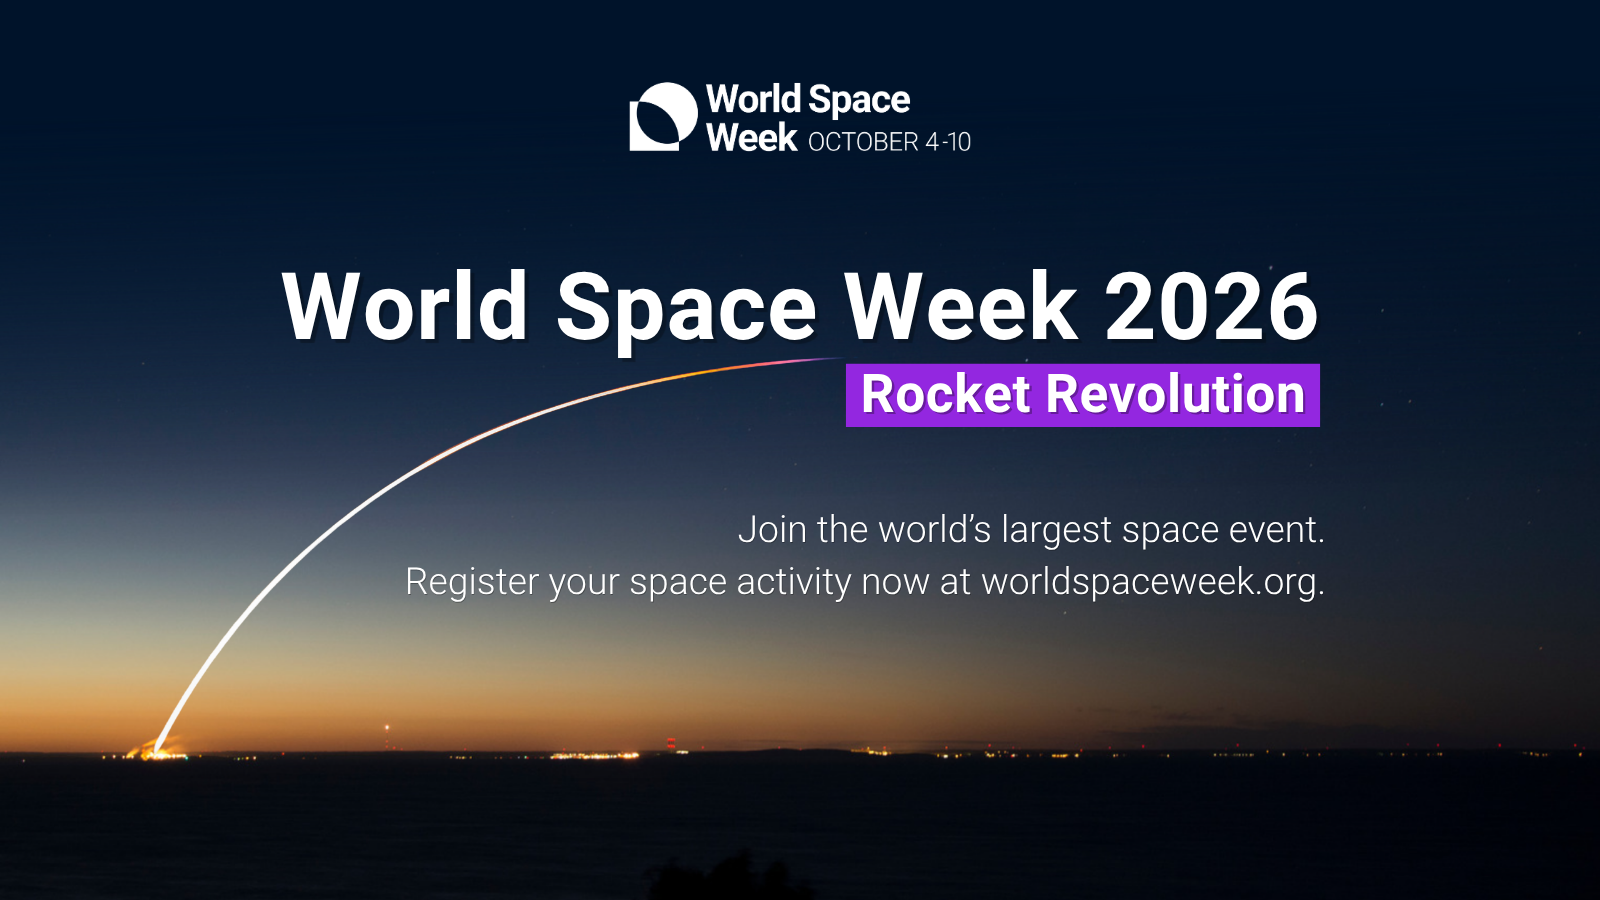 World Space
Week OCTOBER 4-10
World Space Week 2026
Rocket Revolution
Join the world’s largest space event.
Register your space activity now at worldspaceweek.org.